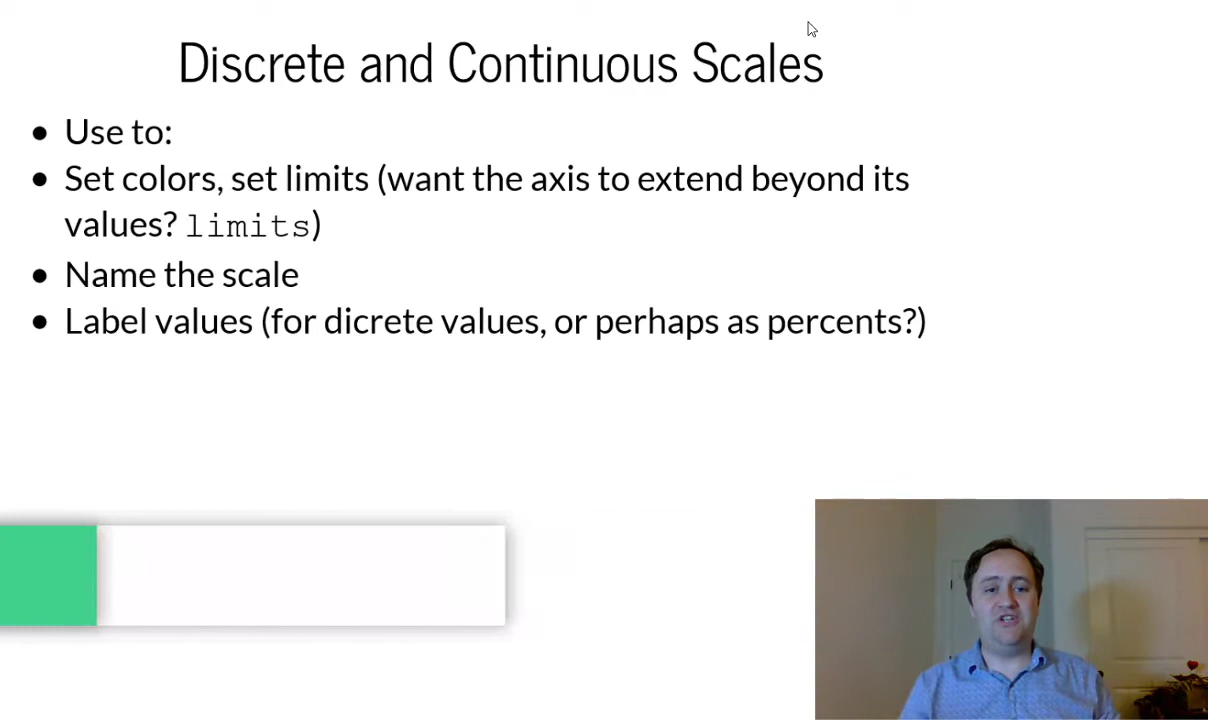 Discrete and Continuous Scales
• Use to:
• Set colors, set limits (want the axis to extend beyond its
values? limits)
• Name the scale
• Label values (for dicrete values, or perhaps as percents?)